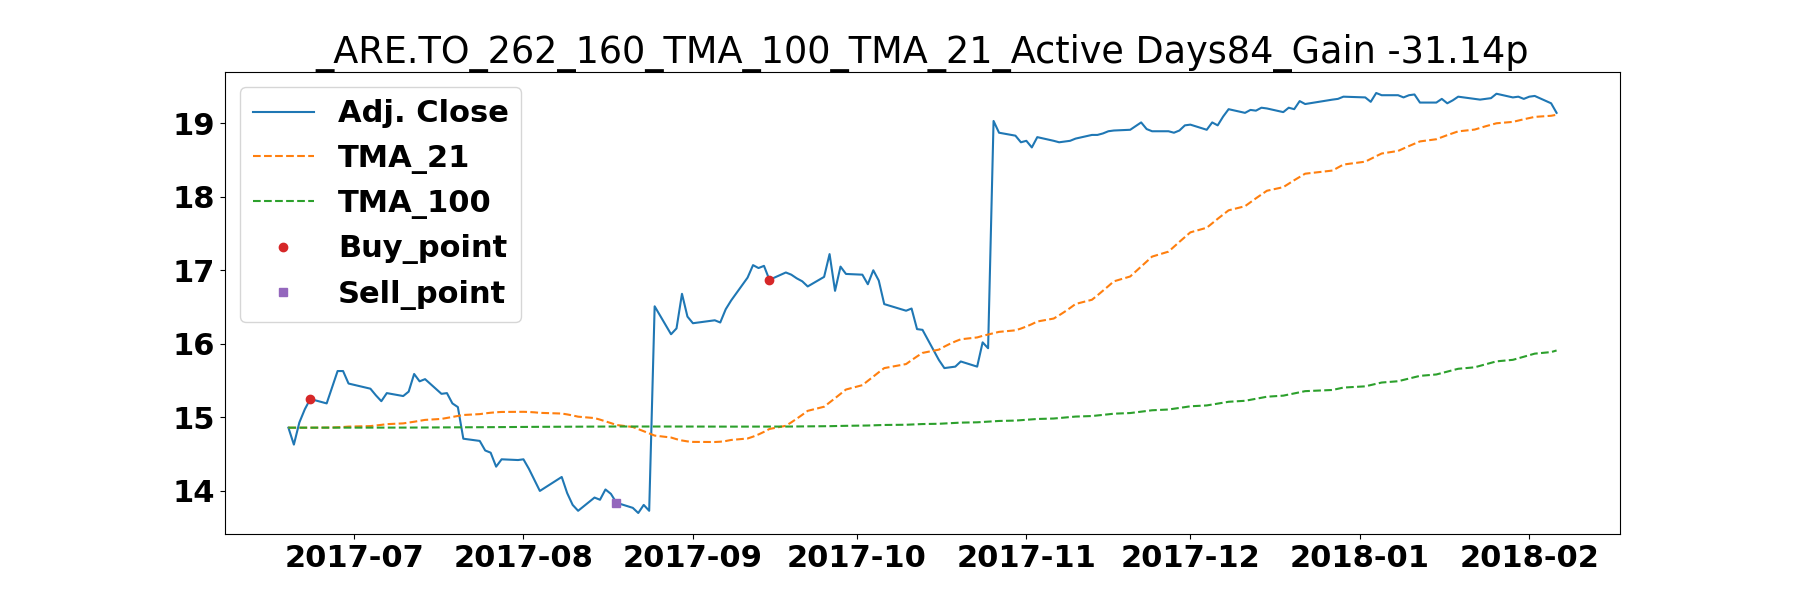 _ARE.TO_262_160_TMA_100_TMA_21_Active Days84_Gain -31.14p
Adj. Close
TMA_21
TMA_100
Buy_point
Sell_point
19
18
17
16
15
14
2017-07 2017-08 2017-09 2017-10 2017-11 2017-12 2018-01 2018-02